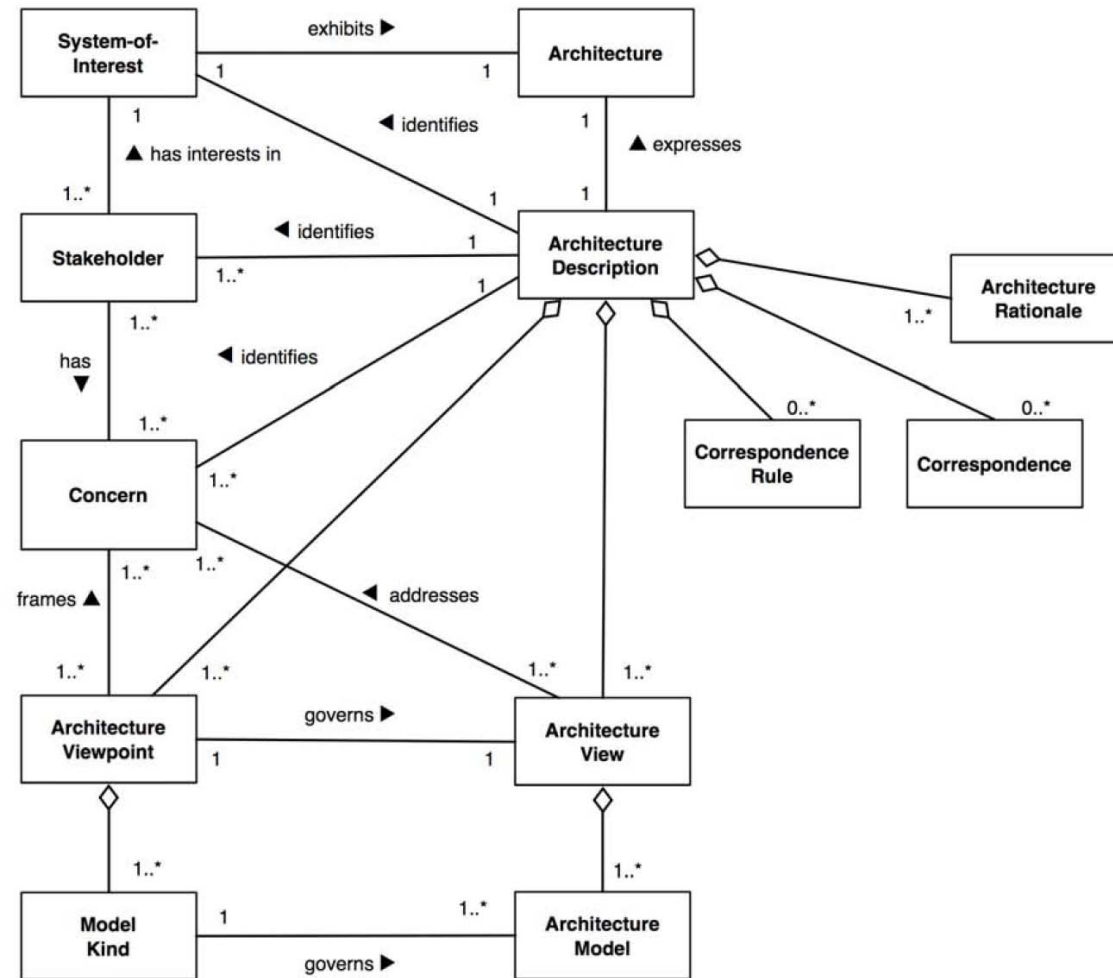 System-of-
Interest
exhibits ▶
Architecture
1
1
1
◀ identifies
1
▲ has interests in
▲ expresses
1..*
1
1
Stakeholder
◀ identifies
1
Architecture
Description
1..*
1
Architecture
Rationale
1..*
1..*
has
▼
◀ identifies
1..*
0..*
0..*
Concern
1..*
Correspondence
Rule
Correspondence
1..*
1..*
frames ▲
◀ addresses
1..*
1..*
1..*
1..*
Architecture
Viewpoint
governs ▶
Architecture
View
1
1
1..*
1..*
Model
Kind
1
1..*
Architecture
Model
governs ▶